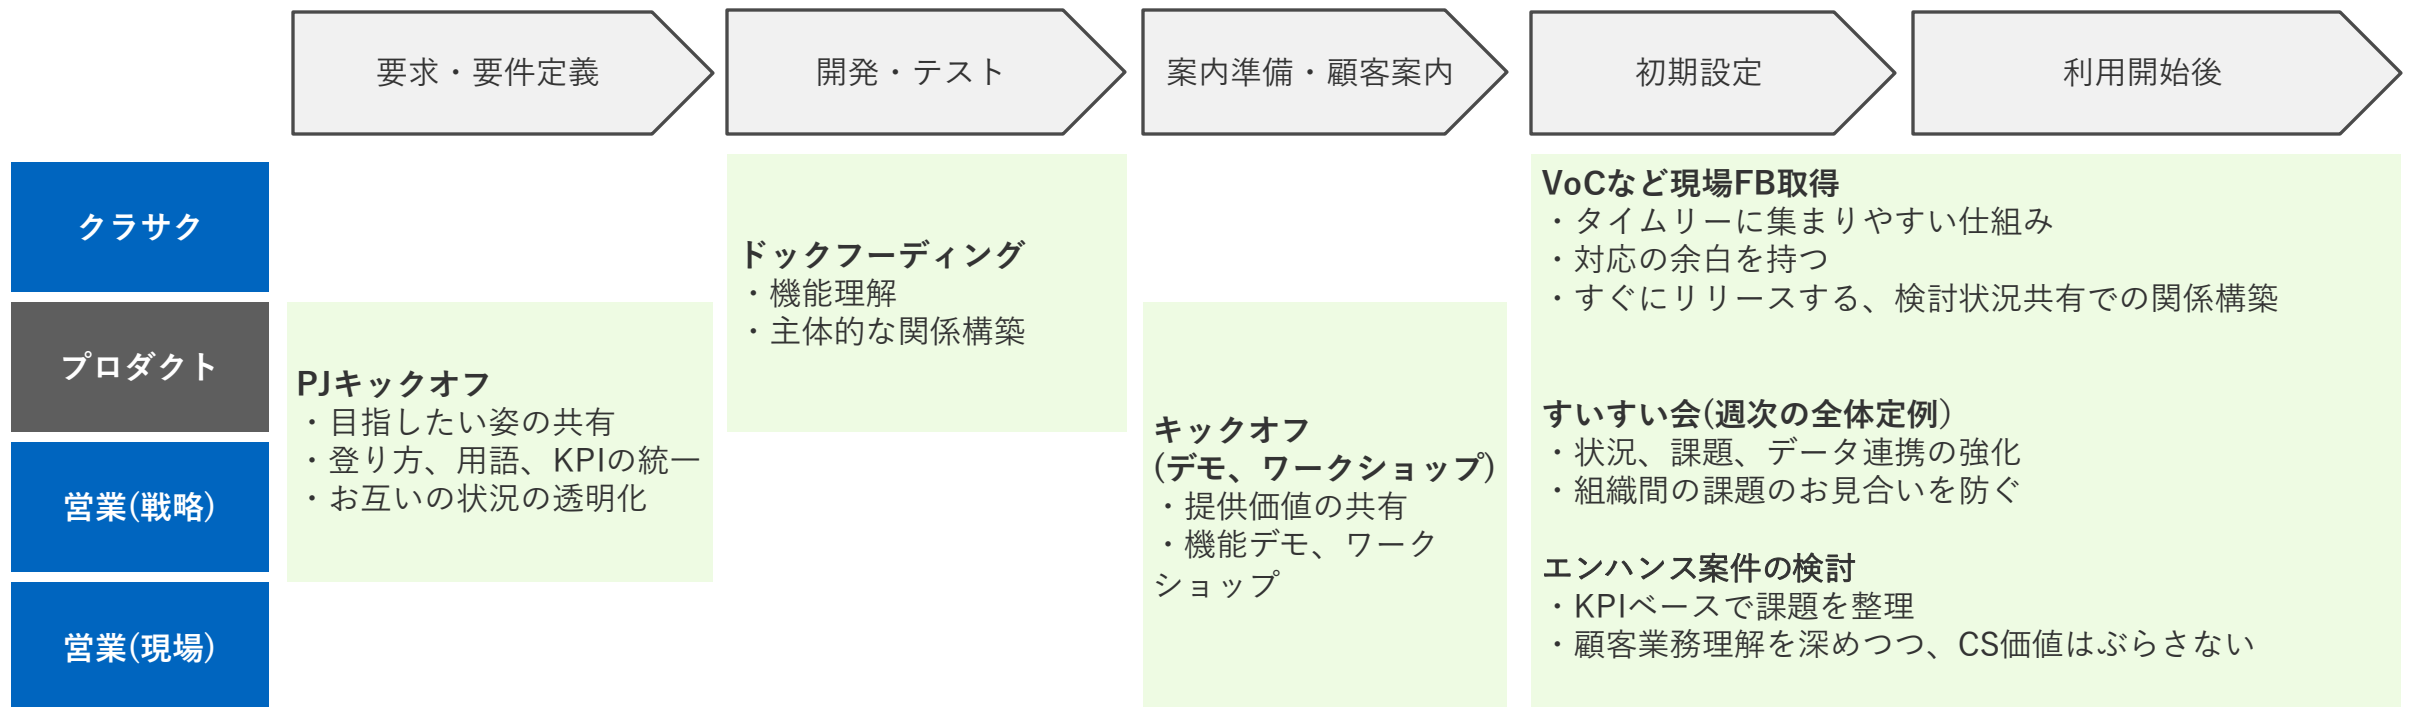 要求・要件定義
開発・テスト
案内準備・顧客案内
初期設定
利用開始後
クラサク
プロダクト
営業(戦略)
営業(現場)
PJキックオフ
・目指したい姿の共有
・登り方、用語、KPIの統一
・お互いの状況の透明化
ドックフーディング
・機能理解
・主体的な関係構築
キックオフ
(デモ、ワークショップ)
・提供価値の共有
・機能デモ、ワーク
ショップ
VoCなど現場FB取得
・タイムリーに集まりやすい仕組み
・対応の余白を持つ
・すぐにリリースする、検討状況共有での関係構築
すいすい会(週次の全体定例)
・状況、課題、データ連携の強化
・組織間の課題のお見合いを防ぐ
エンハンス案件の検討
・KPIベースで課題を整理
・顧客業務理解を深めつつ、CS価値はぶらさない